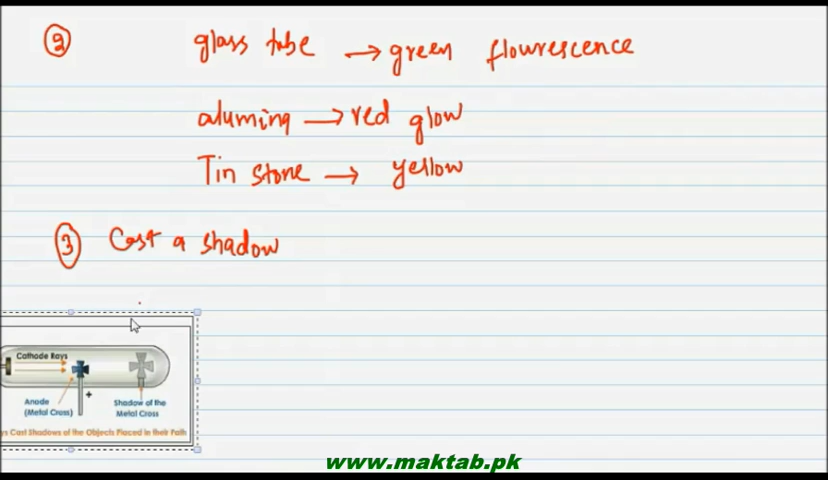 ② glass tube → green flourescence
alumina → red glow
Tin stone → yellow
③ Cast a shadow
Cathode Rays
+
Anode
(Metal Cross)
Shadow of the
Metal Cross
ys Cast Shadows of the Objects Placed in their Path
www.maktab.pk